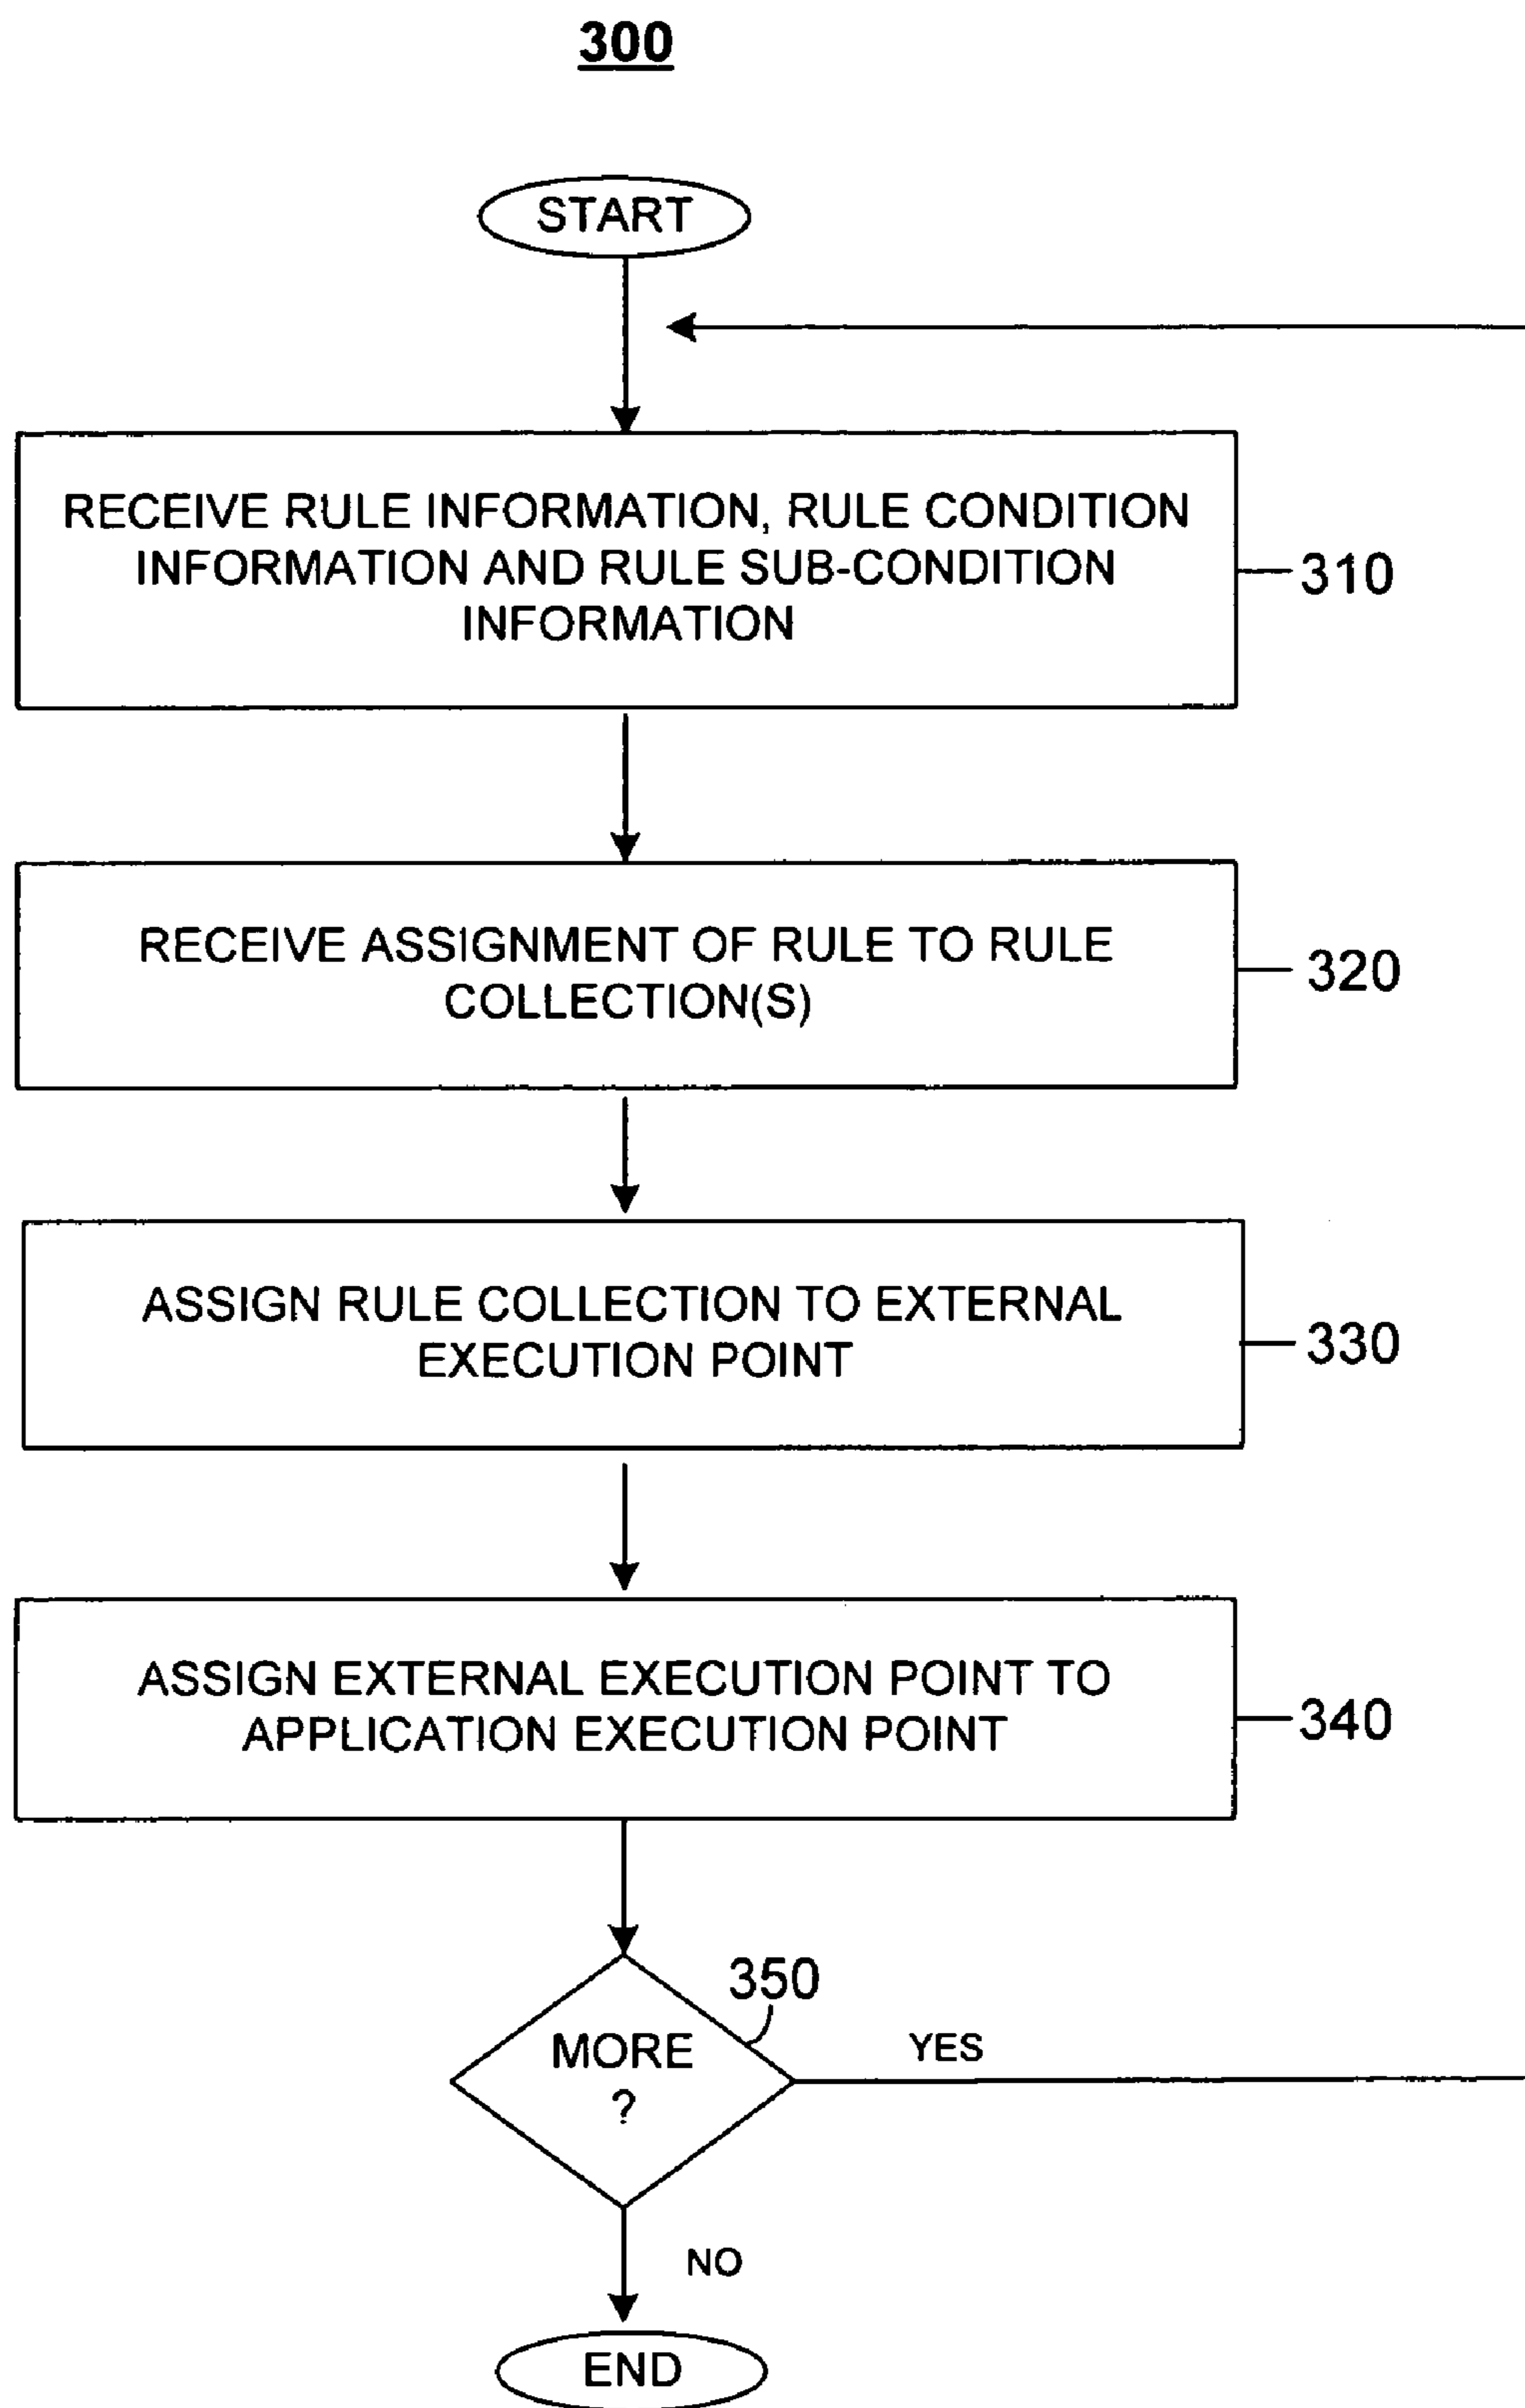 300
START
RECEIVE RULE INFORMATION, RULE CONDITION
INFORMATION AND RULE SUB-CONDITION
INFORMATION
310
RECEIVE ASSIGNMENT OF RULE TO RULE
COLLECTION(S)
320
ASSIGN RULE COLLECTION TO EXTERNAL
EXECUTION POINT
330
ASSIGN EXTERNAL EXECUTION POINT TO
APPLICATION EXECUTION POINT
340
350
MORE
?
YES
NO
END